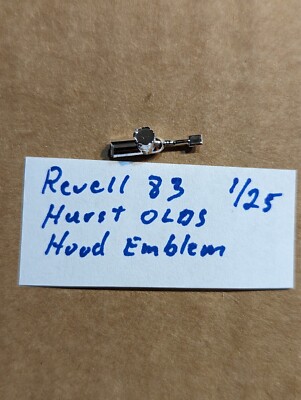 Revell 83 1/25
Hurst OLDS
Hood Emblem